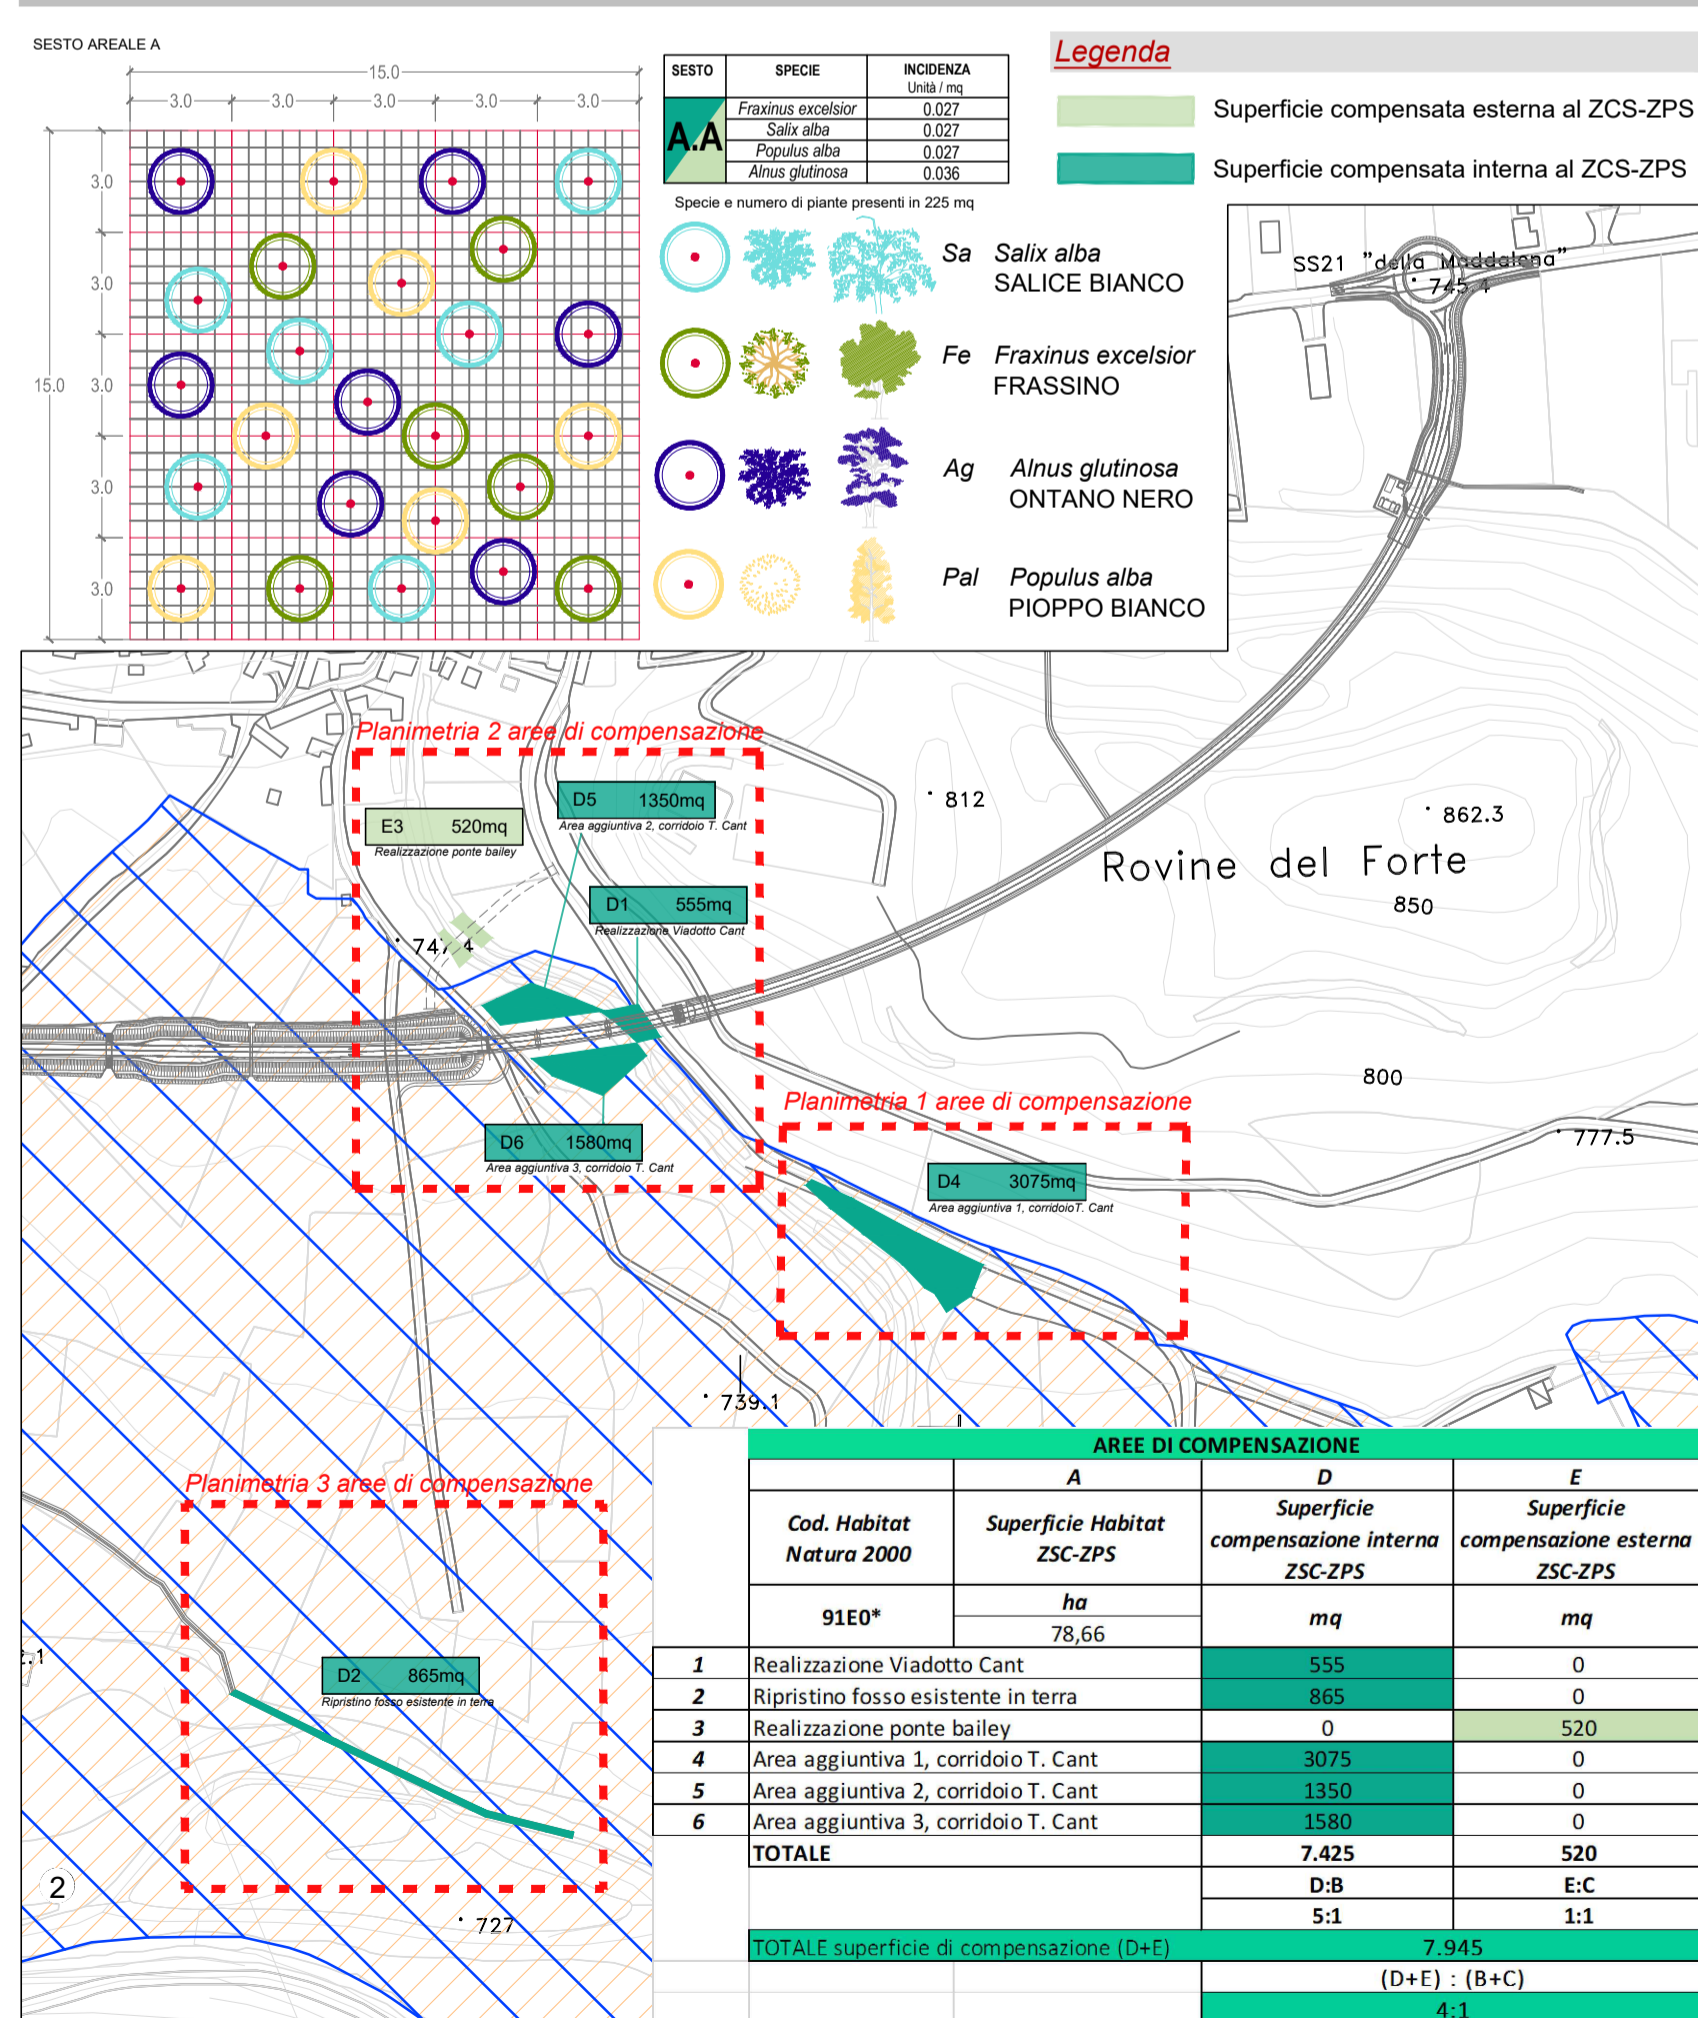 SESTO AREALE A
15.0
3.0 3.0 3.0 3.0 3.0
15.0
3.0
3.0
3.0
3.0
3.0
SESTO SPECIE INCIDENZA
Unità / mq
A.A
Fraxinus excelsior 0.027
Salix alba 0.027
Populus alba 0.027
Alnus glutinosa 0.036
Specie e numero di piante presenti in 225 mq
Sa Salix alba
SALICE BIANCO
Fe Fraxinus excelsior
FRASSINO
Ag Alnus glutinosa
ONTANO NERO
Pal Populus alba
PIOPPO BIANCO
Legenda
Superficie compensata esterna al ZCS-ZPS
Superficie compensata interna al ZCS-ZPS
SS21 "della Maddalena"
745.4
Planimetria 2 aree di compensazione
D5 1350mq
Area aggiuntiva 2, corridoio T. Cant
E3 520mq
Realizzazione ponte bailey
D1 555mq
Realizzazione Viadotto Cant
747.4
812
862.3
Rovine del Forte
850
800
777.5
D6 1580mq
Area aggiuntiva 3, corridoio T. Cant
Planimetria 1 aree di compensazione
D4 3075mq
Area aggiuntiva 1, corridoioT. Cant
739.1
Planimetria 3 aree di compensazione
D2 865mq
Ripristino fosso esistente in terra
.1
2
727
AREE DI COMPENSAZIONE
A D E
Cod. Habitat
Natura 2000
Superficie Habitat
ZSC-ZPS
Superficie
compensazione interna
ZSC-ZPS
Superficie
compensazione esterna
ZSC-ZPS
91E0*
ha
78,66
mq mq
1 Realizzazione Viadotto Cant 555 0
2 Ripristino fosso esistente in terra 865 0
3 Realizzazione ponte bailey 0 520
4 Area aggiuntiva 1, corridoio T. Cant 3075 0
5 Area aggiuntiva 2, corridoio T. Cant 1350 0
6 Area aggiuntiva 3, corridoio T. Cant 1580 0
TOTALE 7.425 520
D:B E:C
5:1 1:1
TOTALE superficie di compensazione (D+E) 7.945
(D+E) : (B+C)
4:1